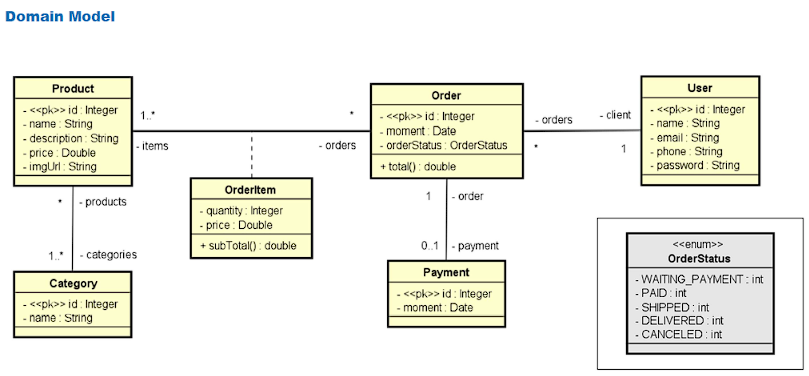 Domain Model
Product
- <<pk>> id : Integer
- name : String
- description : String
- price : Double
- imgUrl : String
1..*
- items
*
- orders
Order
- <<pk>> id : Integer
- moment : Date
- orderStatus : OrderStatus
+ total() : double
- orders
*
- client
1
User
- <<pk>> id : Integer
- name : String
- email : String
- phone : String
- password : String
OrderItem
- quantity : Integer
- price : Double
+ subTotal() : double
* - products
1..* - categories
Category
- <<pk>> id : Integer
- name : String
1 - order
0..1 - payment
Payment
- <<pk>> id : Integer
- moment : Date
<<enum>>
OrderStatus
- WAITING_PAYMENT : int
- PAID : int
- SHIPPED : int
- DELIVERED : int
- CANCELED : int